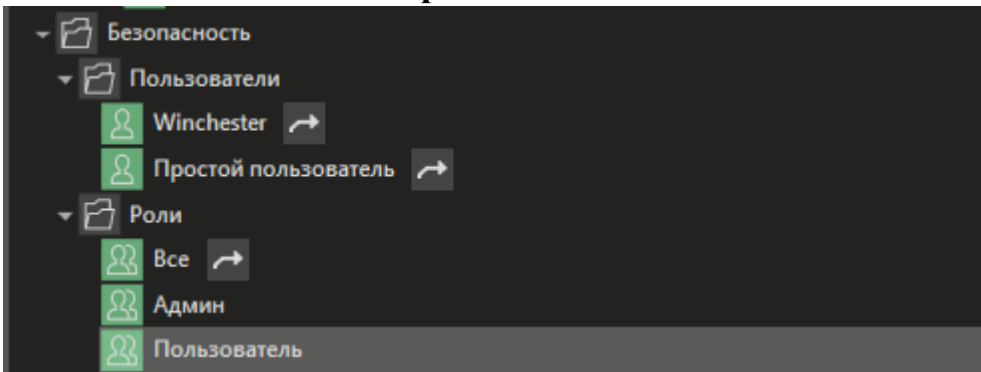 Безопасность
Пользователи
Winchester
Простой пользователь
Роли
Все
Админ
Пользователь